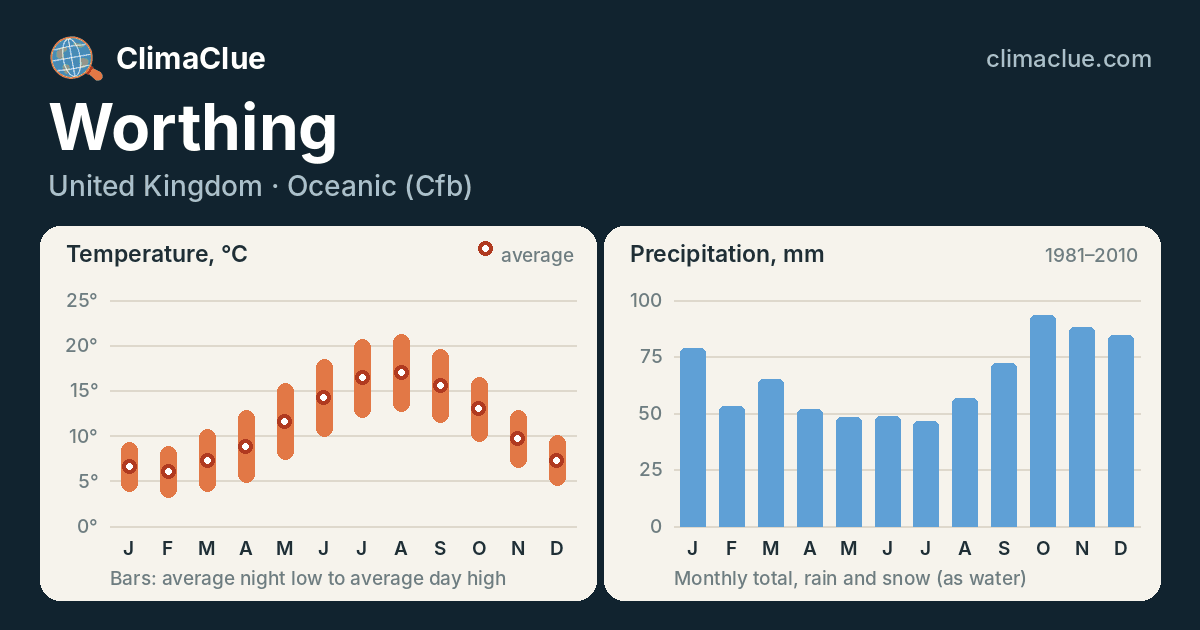 ClimaClue
climaclue.com
Worthing
United Kingdom · Oceanic (Cfb)
Temperature, °C
average
25°
20°
15°
10°
5°
0°
J F M A M J J A S O N D
Bars: average night low to average day high
Precipitation, mm
1981–2010
100
75
50
25
0
J F M A M J J A S O N D
Monthly total, rain and snow (as water)